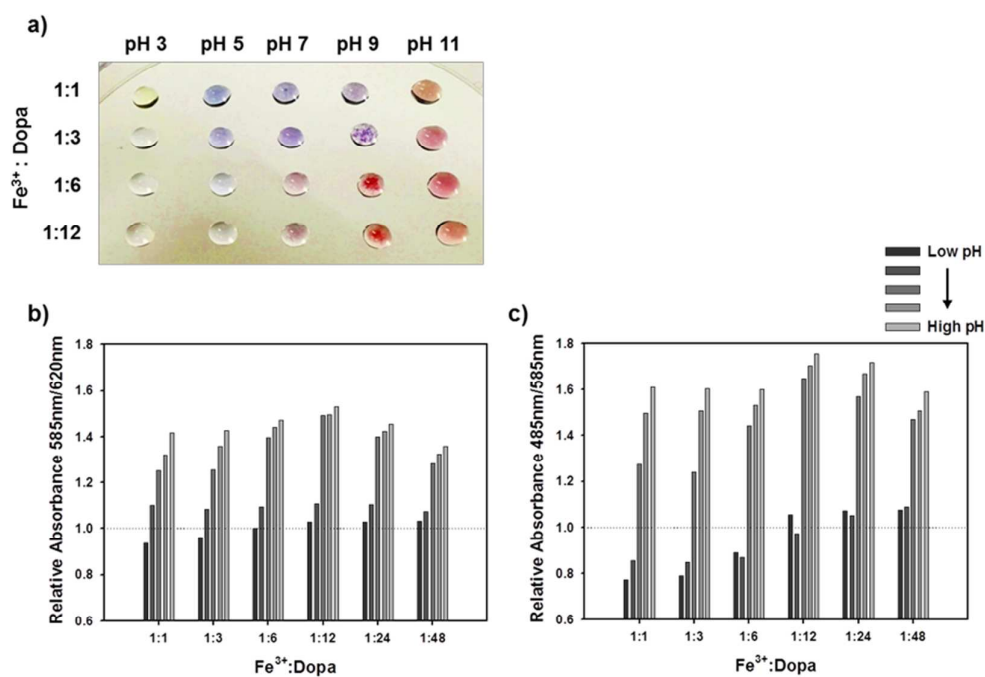 a)
pH 3 pH 5 pH 7 pH 9 pH 11
Fe³⁺ : Dopa
1:1
1:3
1:6
1:12
Low pH
High pH
b)
Relative Absorbance 585nm/620nm
1.8
1.6
1.4
1.2
1.0
0.8
0.6
1:1 1:3 1:6 1:12 1:24 1:48
Fe³⁺:Dopa
c)
Relative Absorbance 485nm/585nm
1.8
1.6
1.4
1.2
1.0
0.8
0.6
1:1 1:3 1:6 1:12 1:24 1:48
Fe³⁺:Dopa